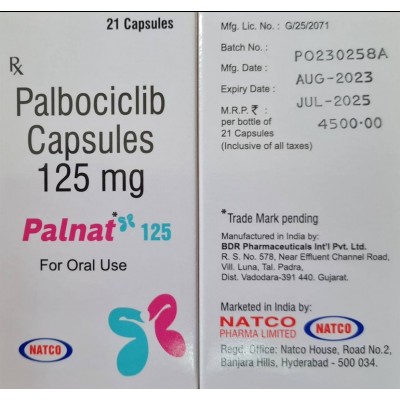 21 Capsules
Rx
Palbociclib
Capsules
125 mg
Palnat* 125
For Oral Use
NATCO
Mfg. Lic. No. : G/25/2071
Batch No. : PO230258A
Mfg. Date : AUG-2023
Expiry Date : JUL-2025
M.R.P. ₹ : 4500.00
per bottle of
21 Capsules
(Inclusive of all taxes)
*Trade Mark pending
Manufactured in India by:
BDR Pharmaceuticals Int'l Pvt. Ltd.
R. S. No. 578, Near Effluent Channel Road,
Vill. Luna, Tal. Padra,
Dist. Vadodara-391 440. Gujarat.
Marketed in India by:
NATCO
PHARMA LIMITED
NATCO
Regd. Office: Natco House, Road No.2,
Banjara Hills, Hyderabad - 500 034.